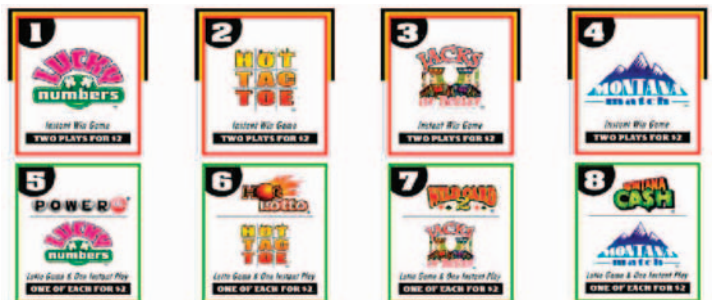 1
LUCKY
numbers
Instant Win Game
TWO PLAYS FOR $2
2
HOT
TAC
TOE
Instant Win Game
TWO PLAYS FOR $2
3
JACKS
Instant Win Game
TWO PLAYS FOR $2
4
MONTANA
match
Instant Win Game
TWO PLAYS FOR $2
5
POWER
LUCKY
numbers
Lotto Game & One Instant Play
ONE OF EACH FOR $2
6
HOT
LOTTO
HOT
TAC
TOE
Lotto Game & One Instant Play
ONE OF EACH FOR $2
7
WILD CARD
2
JACKS
Lotto Game & One Instant Play
ONE OF EACH FOR $2
8
MONTANA
CASH
MONTANA
match
Lotto Game & One Instant Play
ONE OF EACH FOR $2